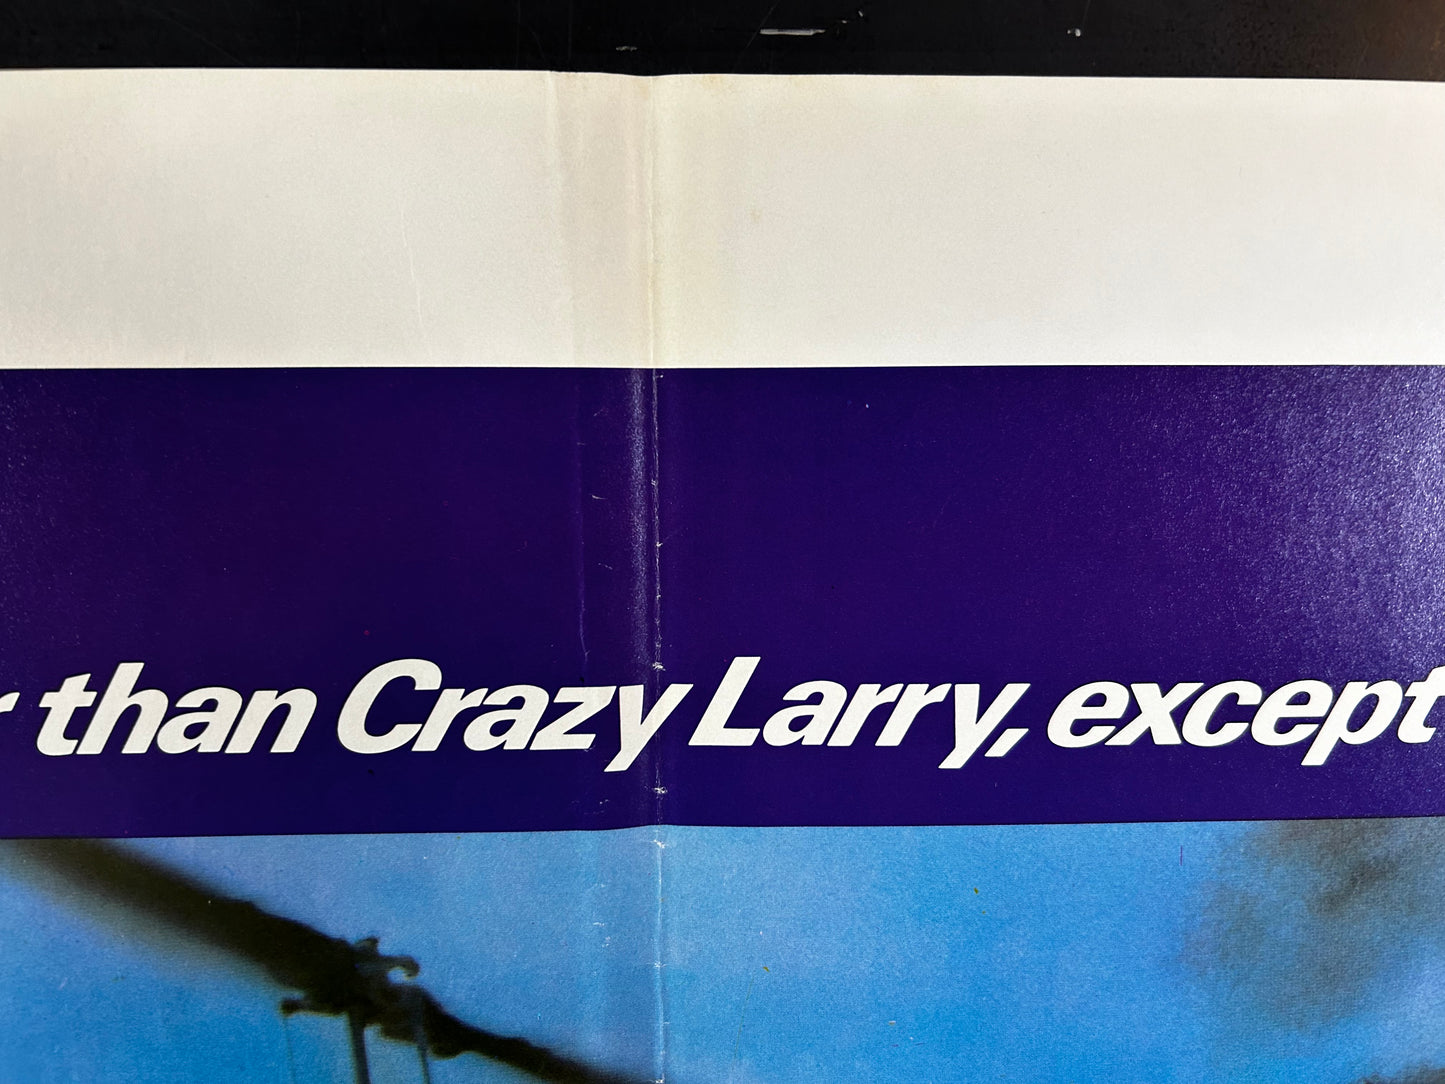 than Crazy Larry, except